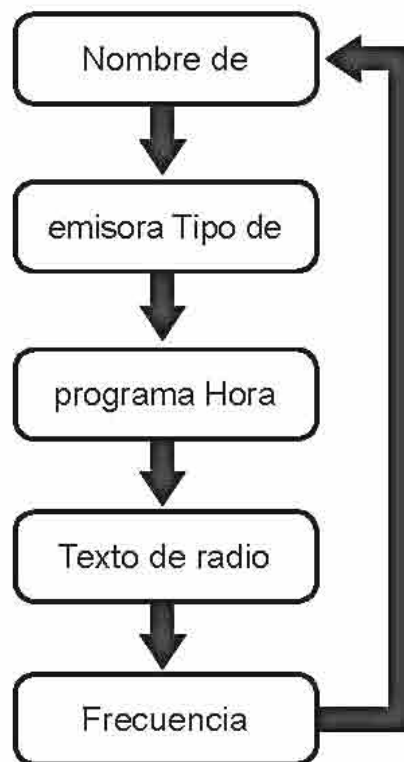 Nombre de
emisora Tipo de
programa Hora
Texto de radio
Frecuencia